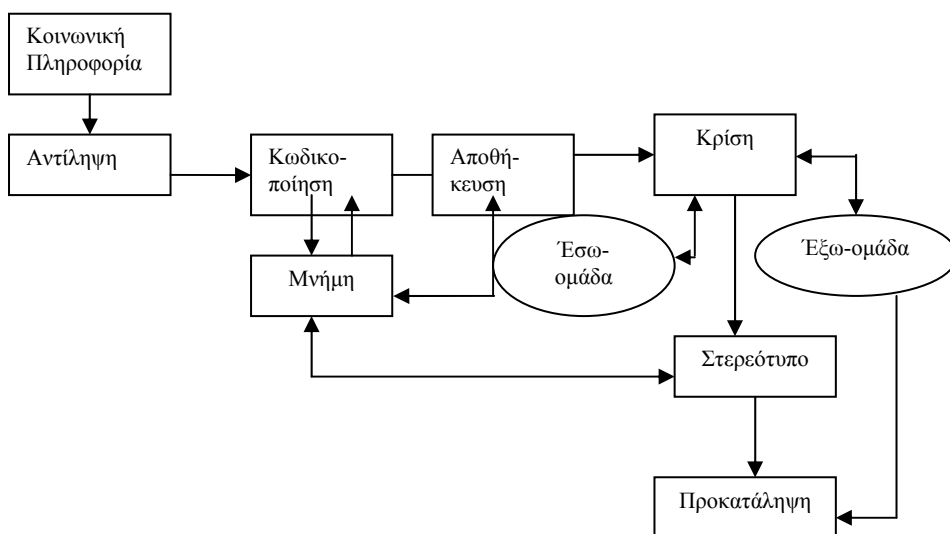 Κοινωνική
Πληροφορία
Αντίληψη
Κωδικο-
ποίηση
Αποθή-
κευση
Κρίση
Μνήμη
Έσω-
ομάδα
Έξω-ομάδα
Στερεότυπο
Προκατάληψη